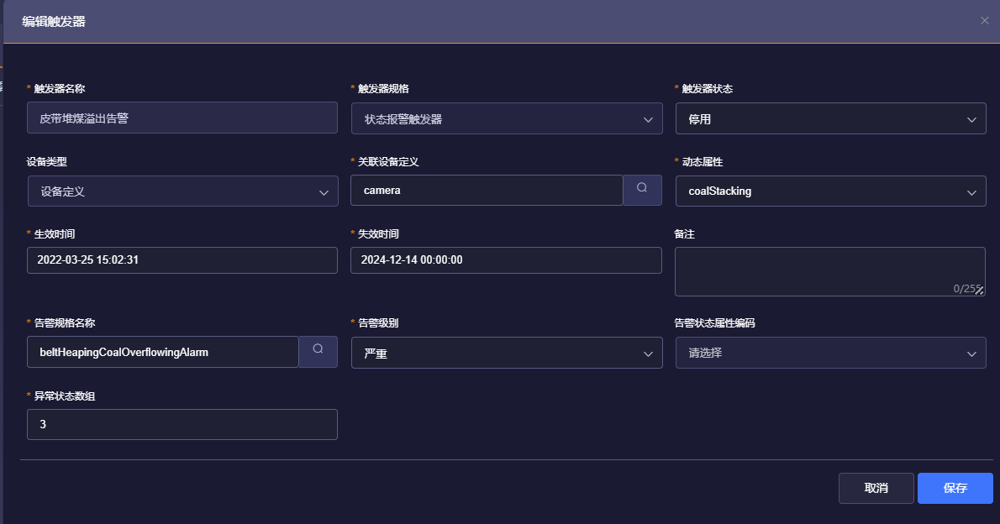 编辑触发器
* 触发器名称
* 触发器规格
* 触发器状态
皮带堆煤溢出告警
状态报警触发器
停用
设备类型
* 关联设备定义
* 动态属性
设备定义
camera
coalStacking
* 生效时间
* 失效时间
备注
2022-03-25 15:02:31
2024-12-14 00:00:00
0/255
* 告警规格名称
* 告警级别
告警状态属性编码
beltHeapingCoalOverflowingAlarm
严重
请选择
* 异常状态数组
3
取消
保存